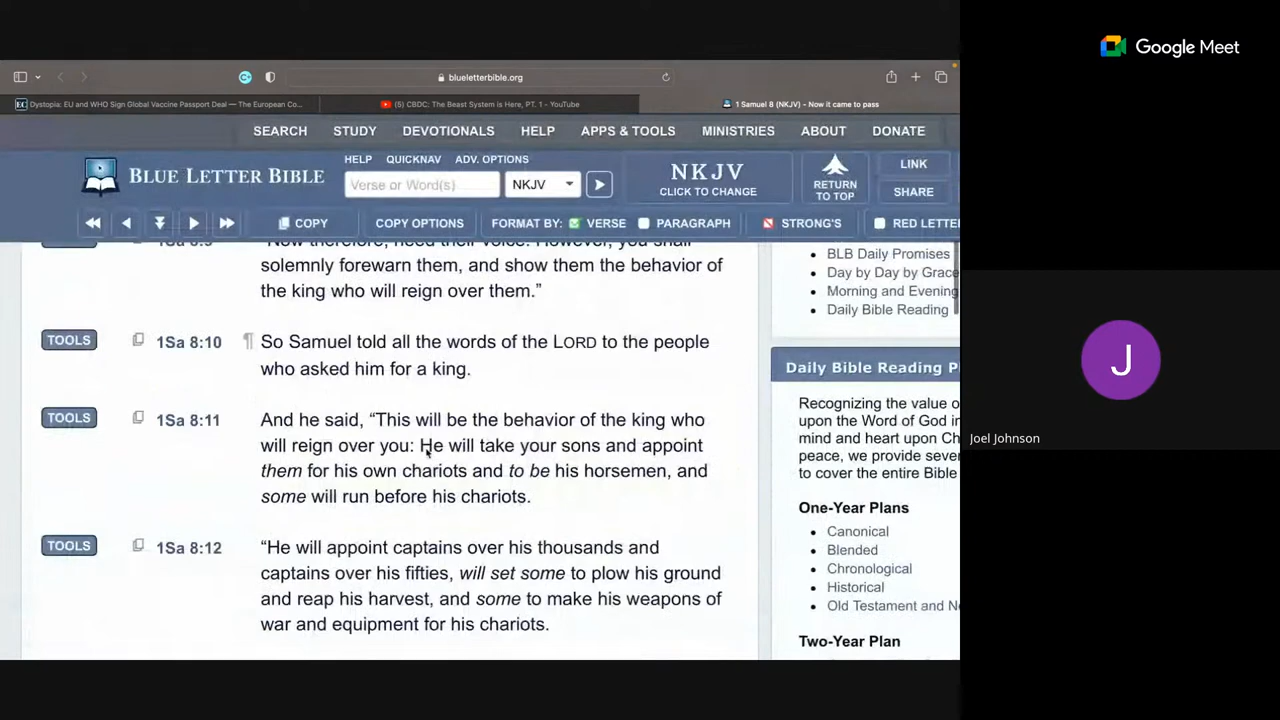 Google Meet
blueletterbible.org
Dystopia: EU and WHO Sign Global Vaccine Passport Deal — The European Co...
(5) CBDC: The Beast System is Here, PT. 1 - YouTube
1 Samuel 8 (NKJV) - Now it came to pass
SEARCH STUDY DEVOTIONALS HELP APPS & TOOLS MINISTRIES ABOUT DONATE
BLUE LETTER BIBLE
HELP QUICKNAV ADV. OPTIONS
Verse or Word(s) NKJV
NKJV
CLICK TO CHANGE
RETURN
TO TOP
LINK
SHARE
COPY COPY OPTIONS FORMAT BY: VERSE PARAGRAPH STRONG'S RED LETTE
1Sa 8:9 "Now therefore, heed their voice. However, you shall
solemnly forewarn them, and show them the behavior of
the king who will reign over them.”
TOOLS 1Sa 8:10 ¶ So Samuel told all the words of the LORD to the people
who asked him for a king.
TOOLS 1Sa 8:11 And he said, “This will be the behavior of the king who
will reign over you: He will take your sons and appoint
them for his own chariots and to be his horsemen, and
some will run before his chariots.
TOOLS 1Sa 8:12 “He will appoint captains over his thousands and
captains over his fifties, will set some to plow his ground
and reap his harvest, and some to make his weapons of
war and equipment for his chariots.
BLB Daily Promises
Day by Day by Grace
Morning and Evening
Daily Bible Reading
Daily Bible Reading P
Recognizing the value o
upon the Word of God in
mind and heart upon Ch
peace, we provide seve
to cover the entire Bible
One-Year Plans
Canonical
Blended
Chronological
Historical
Old Testament and Ne
Two-Year Plan
J
Joel Johnson